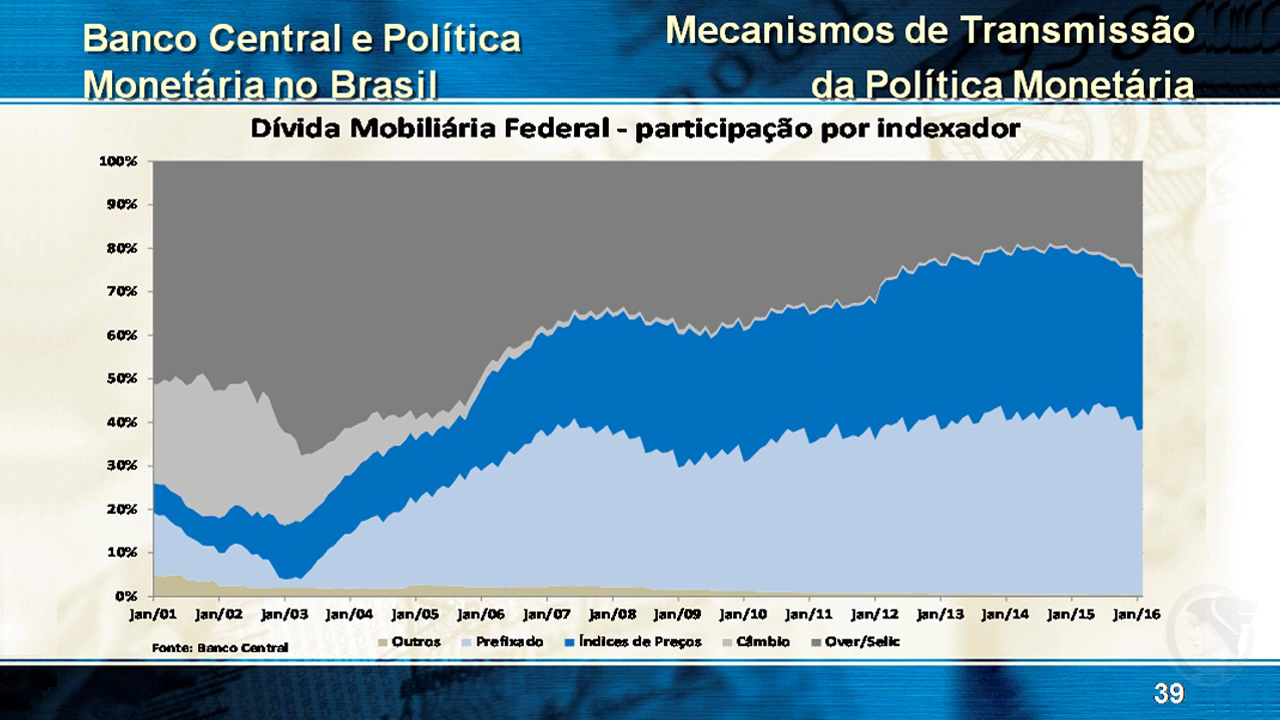 Banco Central e Política
Monetária no Brasil
Mecanismos de Transmissão
da Política Monetária
Dívida Mobiliária Federal - participação por indexador
100%
90%
80%
70%
60%
50%
40%
30%
20%
10%
0%
Jan/01 Jan/02 Jan/03 Jan/04 Jan/05 Jan/06 Jan/07 Jan/08 Jan/09 Jan/10 Jan/11 Jan/12 Jan/13 Jan/14 Jan/15 Jan/16
Outros Prefixado Índices de Preços Câmbio Over/Selic
Fonte: Banco Central
39